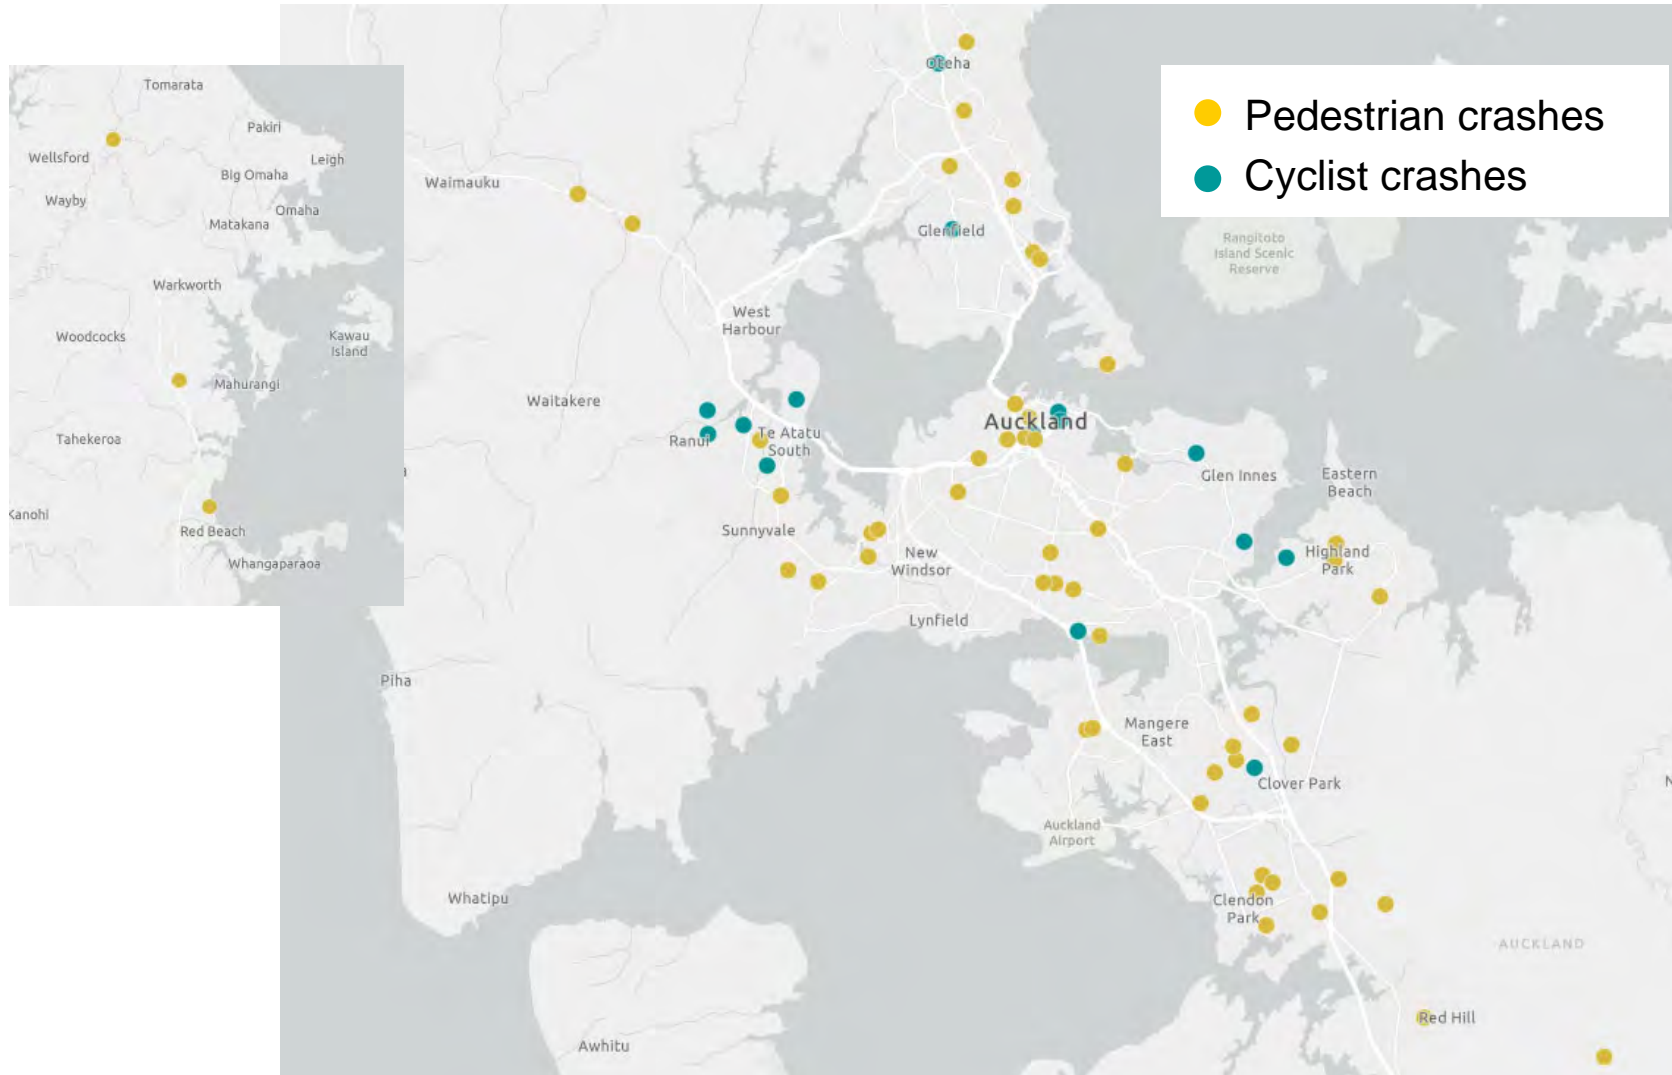 Pedestrian crashes
Cyclist crashes
Tomarata
Pakiri
Wellsford
Leigh
Big Omaha
Wayby
Omaha
Matakana
Warkworth
Woodcocks
Kawau
Island
Mahurangi
Tahekeroa
Kanohi
Red Beach
Whangaparaoa
Oteha
Waimauku
Glenfield
Rangitoto
Island Scenic
Reserve
West
Harbour
Waitakere
Auckland
Ranui
Te Atatu
South
Glen Innes
Eastern
Beach
Sunnyvale
New
Windsor
Highland
Park
Lynfield
Piha
Mangere
East
Clover Park
Auckland
Airport
Whatipu
Clendon
Park
AUCKLAND
Red Hill
Awhitu